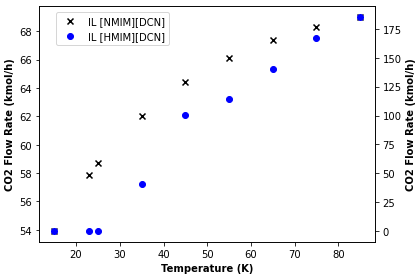 IL [NMIM][DCN]
IL [HMIM][DCN]
CO2 Flow Rate (kmol/h)
68
66
64
62
60
58
56
54
175
150
125
100
75
50
25
0
CO2 Flow Rate (kmol/h)
20 30 40 50 60 70 80
Temperature (K)